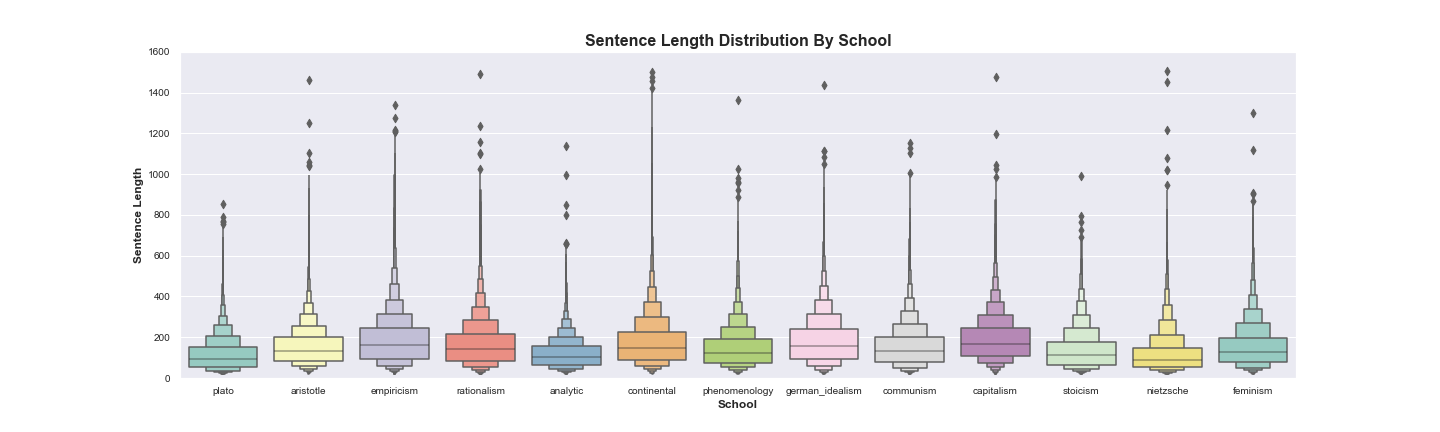 Sentence Length Distribution By School
1600
1400
1200
1000
800
600
400
200
0
Sentence Length
plato aristotle empiricism rationalism analytic continental phenomenology german_idealism communism capitalism stoicism nietzsche feminism
School